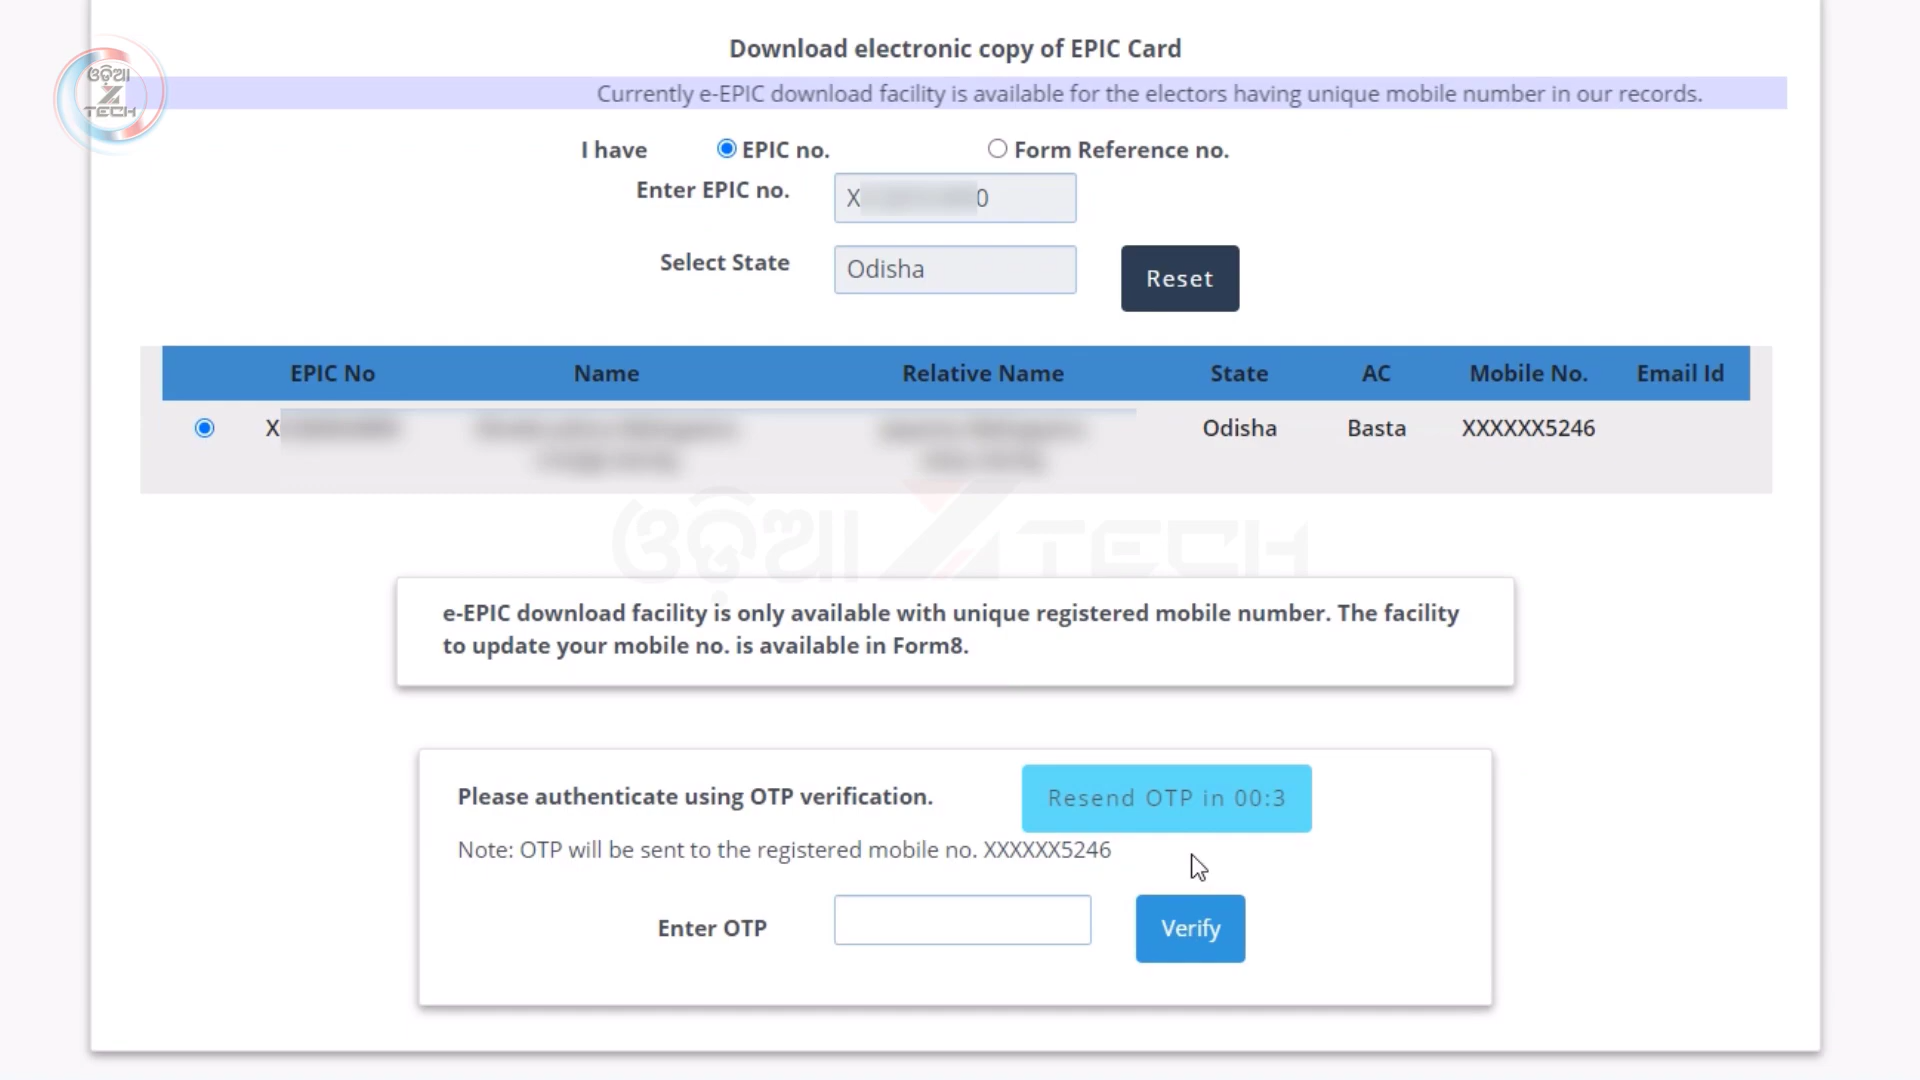 Download electronic copy of EPIC Card
ଓଡ଼ିଆ
Z
TECH
Currently e-EPIC download facility is available for the electors having unique mobile number in our records.
I have EPIC no. Form Reference no.
Enter EPIC no. X 0
Select State Odisha Reset
EPIC No Name Relative Name State AC Mobile No. Email Id
X Odisha Basta XXXXXX5246
ଓଡ଼ିଆ Z TECH
e-EPIC download facility is only available with unique registered mobile number. The facility
to update your mobile no. is available in Form8.
Please authenticate using OTP verification. Resend OTP in 00:3
Note: OTP will be sent to the registered mobile no. XXXXXX5246
Enter OTP Verify